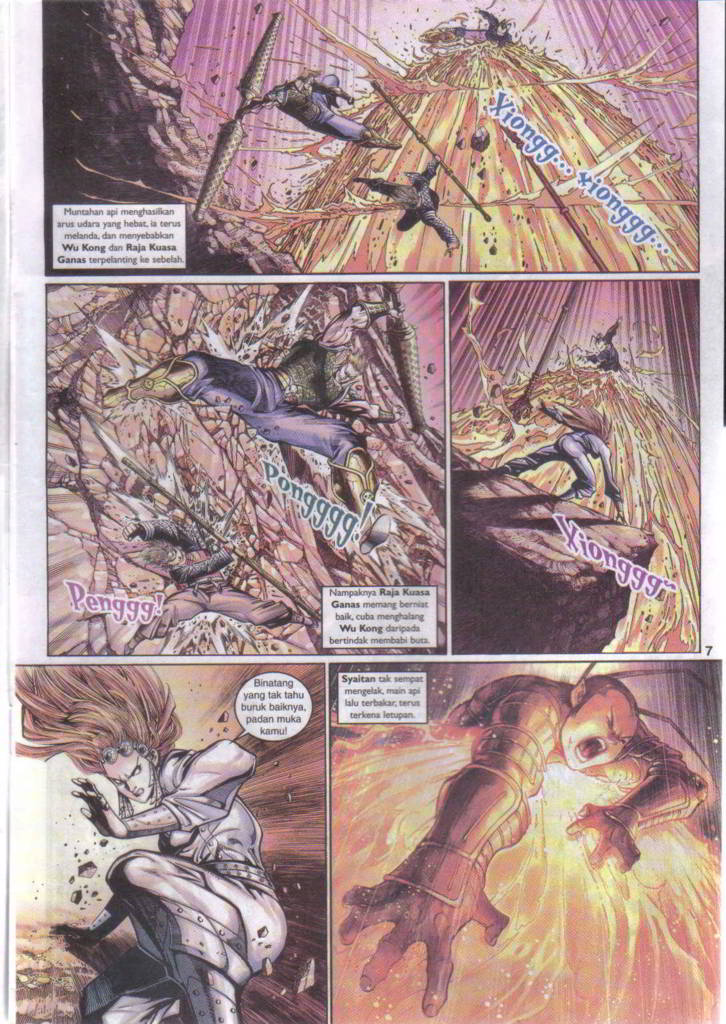 Muntahan api menghasilkan
arus udara yang hebat, ia terus
melanda, dan menyebabkan
Wu Kong dan Raja Kuasa
Ganas terpelanting ke sebelah.
Xiongg... xionggg...
Pongggg!
Penggg!
Nampaknya Raja Kuasa
Ganas memang berniat
baik, cuba menghalang
Wu Kong daripada
bertindak membabi buta.
Xionggg~
7
Binatang
yang tak tahu
buruk baiknya,
padan muka
kamu!
Syaitan tak sempat
mengelak, main api
lalu terbakar, terus
terkena letupan.